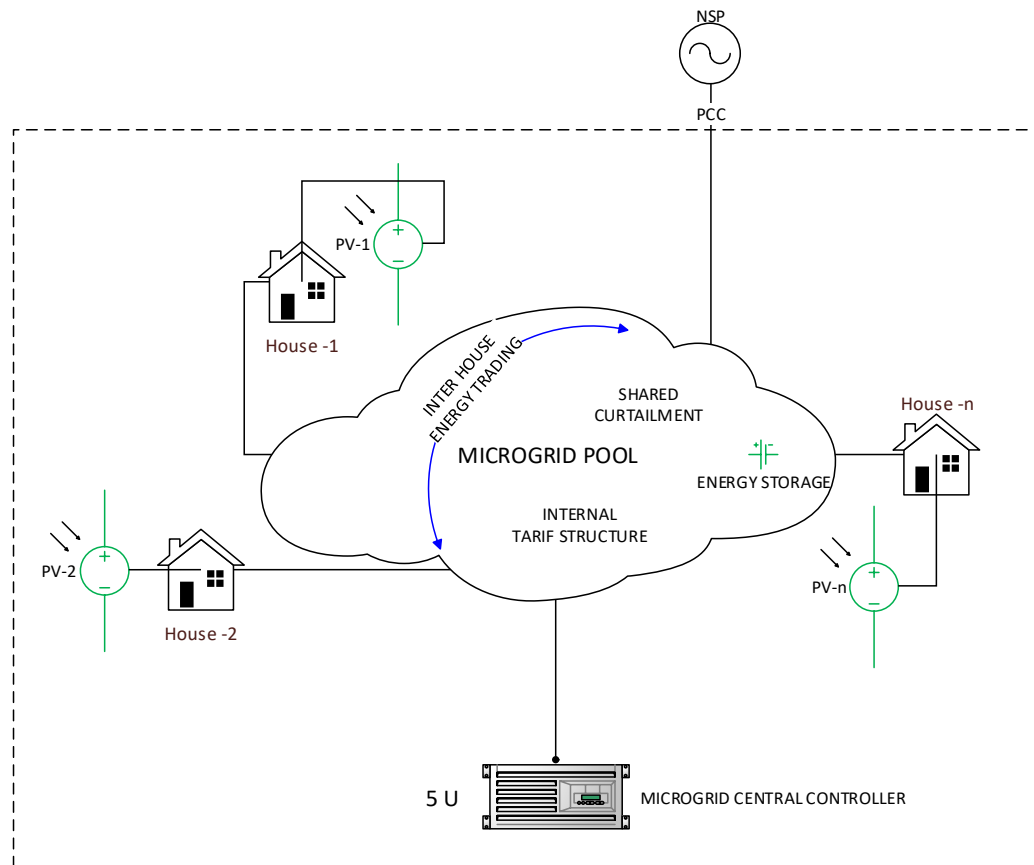 NSP
PCC
PV-1
House -1
INTER HOUSE
ENERGY TRADING
SHARED
CURTAILMENT
House -n
MICROGRID POOL
ENERGY STORAGE
INTERNAL
TARIF STRUCTURE
PV-2
PV-n
House -2
5 U
MICROGRID CENTRAL CONTROLLER